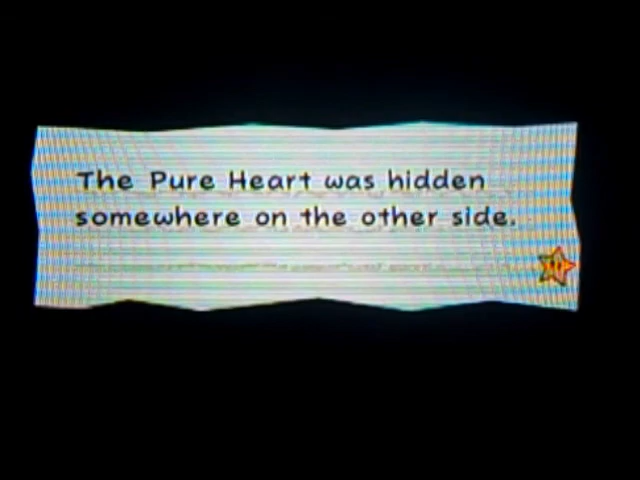 The Pure Heart was hidden
somewhere on the other side.